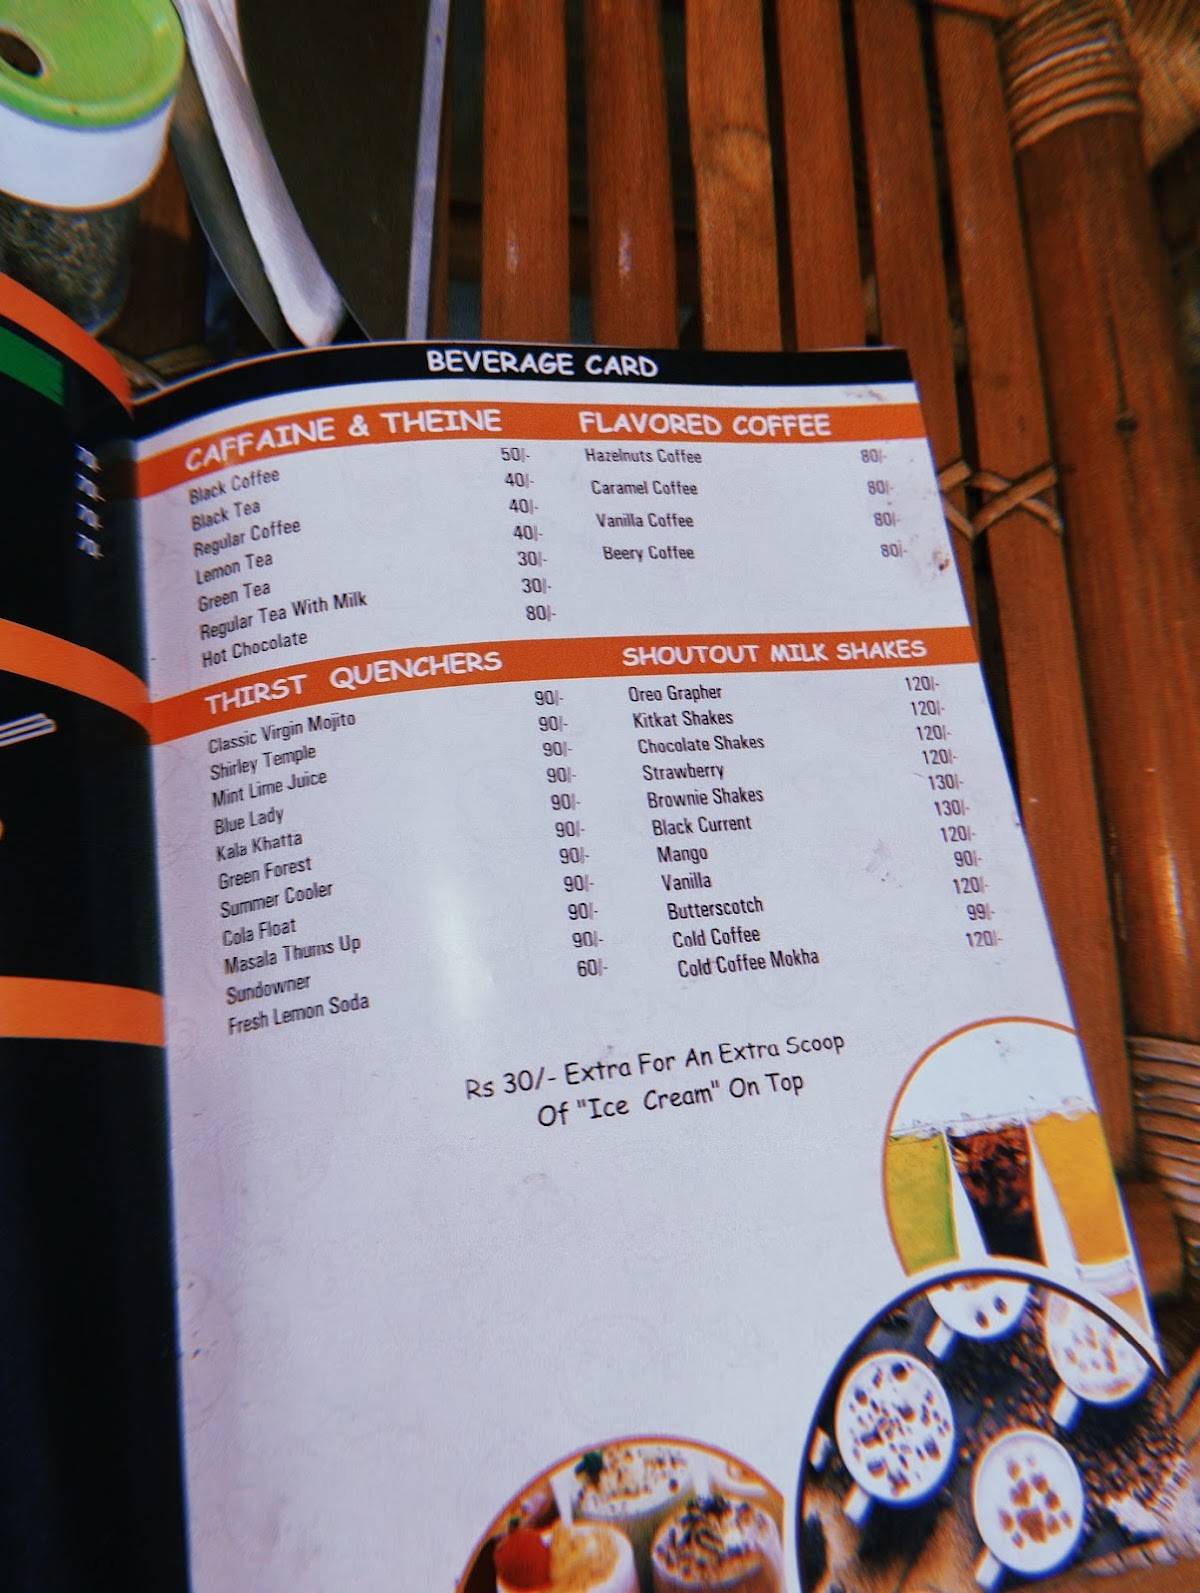 BEVERAGE CARD
CAFFAINE & THEINE
Black Coffee 50/-
Black Tea 40/-
Regular Coffee 40/-
Lemon Tea 40/-
Green Tea 30/-
Regular Tea With Milk 30/-
Hot Chocolate 80/-
FLAVORED COFFEE
Hazelnuts Coffee 80/-
Caramel Coffee 80/-
Vanilla Coffee 80/-
Beery Coffee 80/-
THIRST QUENCHERS
Classic Virgin Mojito 90/-
Shirley Temple 90/-
Mint Lime Juice 90/-
Blue Lady 90/-
Kala Khatta 90/-
Green Forest 90/-
Summer Cooler 90/-
Cola Float 90/-
Masala Thums Up 90/-
Sundowner 90/-
Fresh Lemon Soda 60/-
SHOUTOUT MILK SHAKES
Oreo Grapher 120/-
Kitkat Shakes 120/-
Chocolate Shakes 120/-
Strawberry 120/-
Brownie Shakes 130/-
Black Current 130/-
Mango 120/-
Vanilla 90/-
Butterscotch 120/-
Cold Coffee 99/-
Cold Coffee Mokha 120/-
Rs 30/- Extra For An Extra Scoop
Of "Ice Cream" On Top